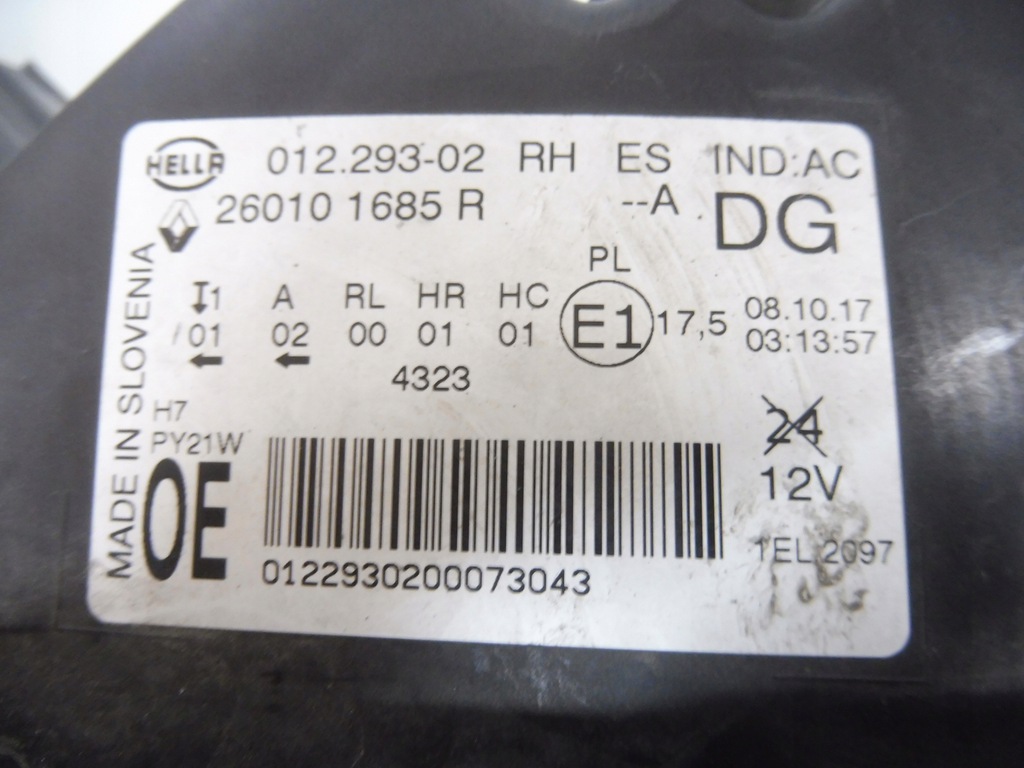 HELLA 012.293-02 RH ES IND:AC
26010 1685 R --A DG
MADE IN SLOVENIA
PL
1 A RL HR HC
01 02 00 01 01 E1 17,5 08.10.17
03:13:57
4323
H7
PY21W
24
12V
OE
1EL 2097
0122930200073043